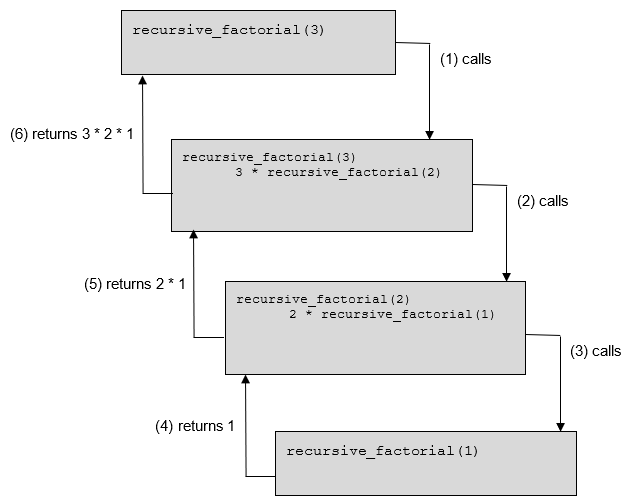 recursive_factorial(3)
(1) calls
(6) returns 3 * 2 * 1
recursive_factorial(3)
3 * recursive_factorial(2)
(2) calls
(5) returns 2 * 1
recursive_factorial(2)
2 * recursive_factorial(1)
(3) calls
(4) returns 1
recursive_factorial(1)